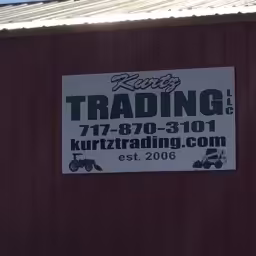 Kurtz
TRADING LLC
717-870-3101
kurtztrading.com
est. 2006